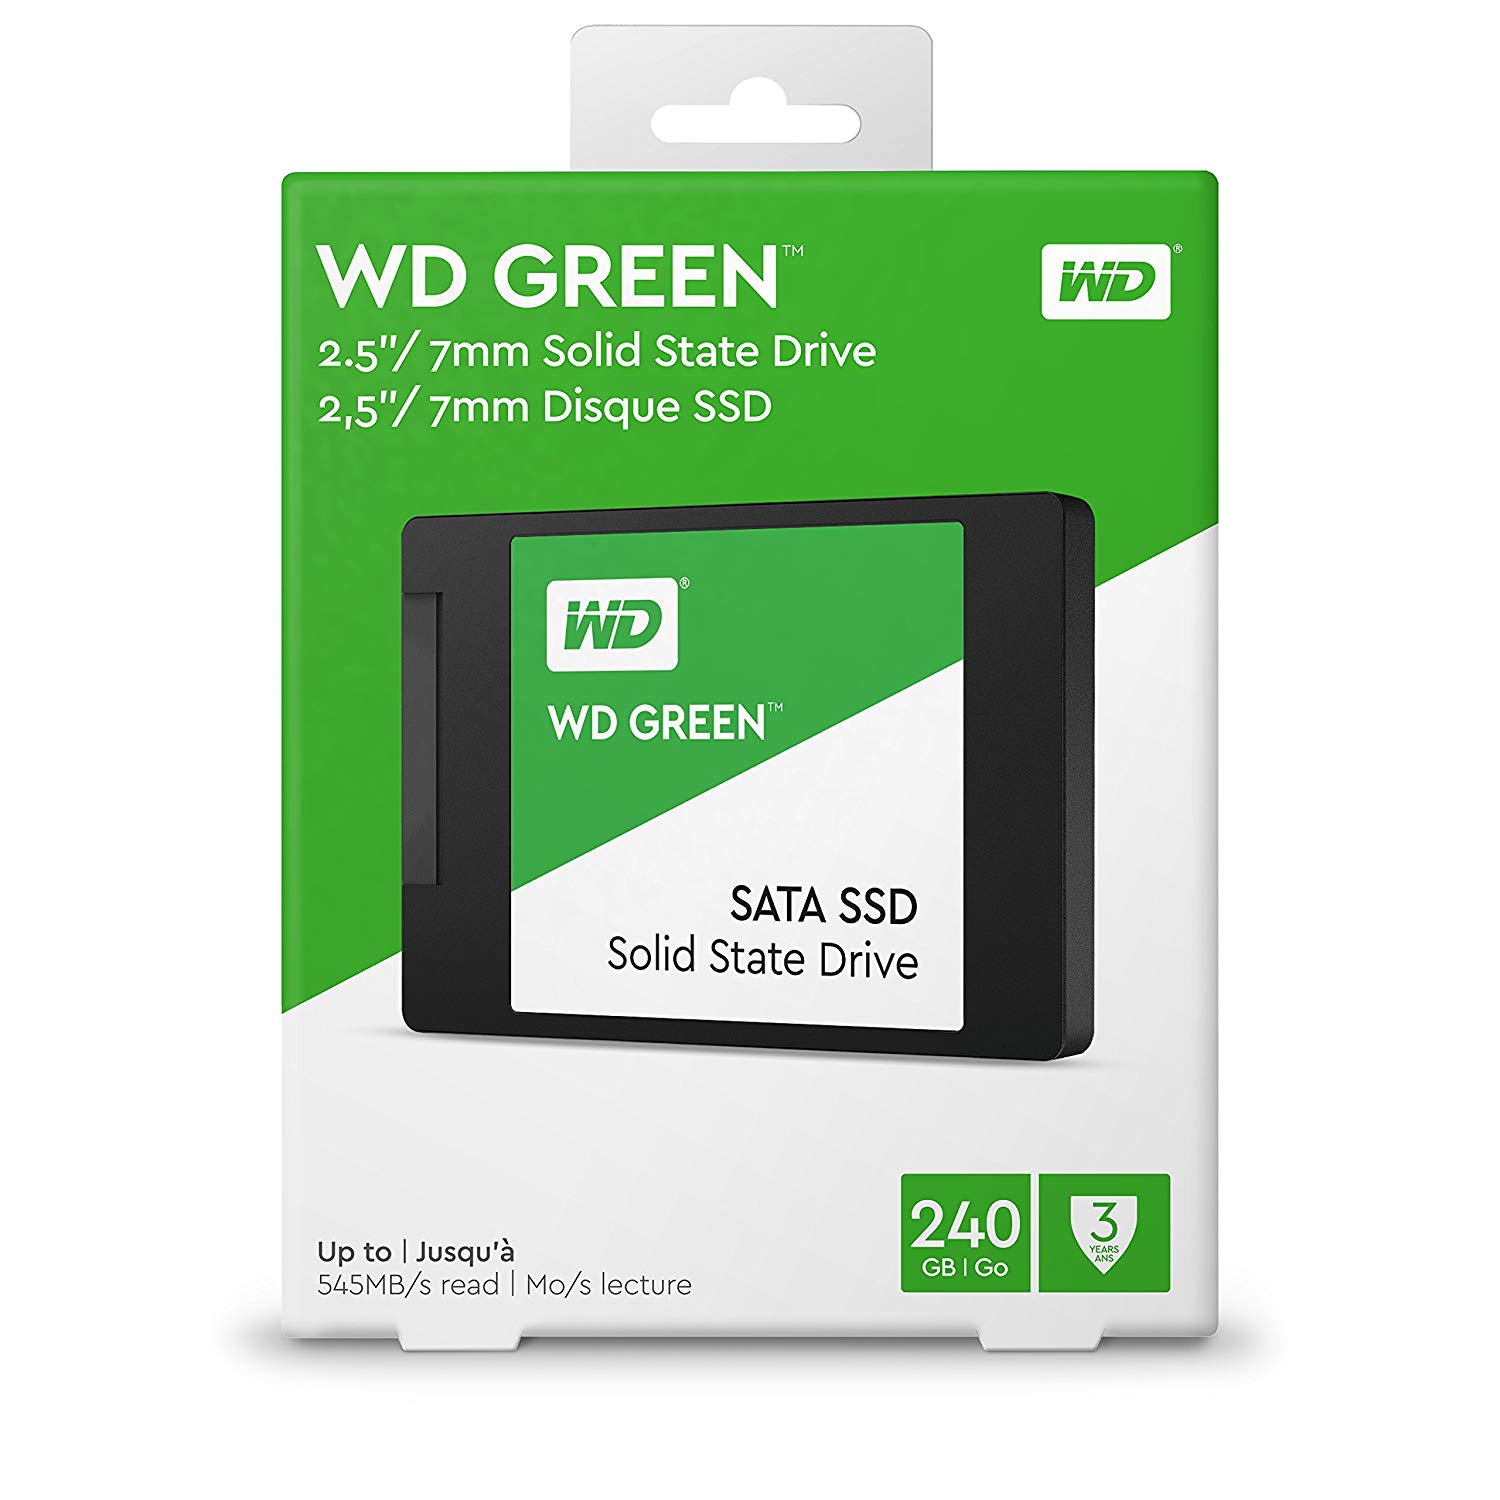 WD GREEN™
WD®
2.5"/ 7mm Solid State Drive
2,5"/ 7mm Disque SSD
WD®
WD GREEN™
SATA SSD
Solid State Drive
Up to | Jusqu'à
545MB/s read | Mo/s lecture
240
GB | Go
3
YEARS
ANS